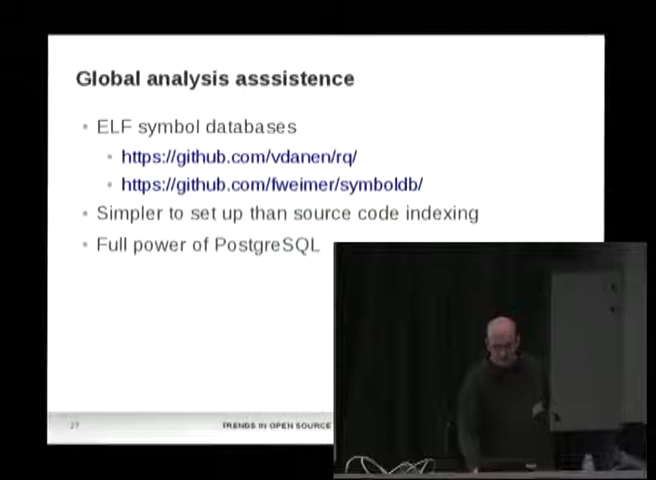 Global analysis asssistence
ELF symbol databases
https://github.com/vdanen/rq/
https://github.com/fweimer/symboldb/
Simpler to set up than source code indexing
Full power of PostgreSQL
27
TRENDS IN OPEN SOURCE